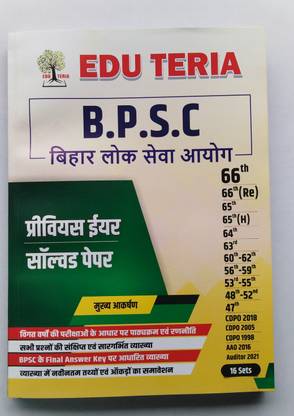 EDU TERIA
EDU TERIA
B.P.S.C
बिहार लोक सेवा आयोग
66th
66th (Re)
65th
65th (H)
64th
63rd
60th-62th
56th-59th
53rd-55th
48th-52nd
47th
CDPO 2018
CDPO 2005
CDPO 1998
AAO 2016
Auditor 2021
16 Sets
प्रीवियस ईयर
सॉल्वड पेपर
मुख्य आकर्षण
विगत वर्षों की परीक्षाओं के आधार पर पाठ्यक्रम एवं रणनीति
सभी प्रश्नों की संक्षिप्त एवं सारगर्भित व्याख्या
BPSC के Final Answer Key पर आधारित व्याख्या
व्याख्या में नवीनतम तथ्यों एवं आँकड़ों का समावेशन